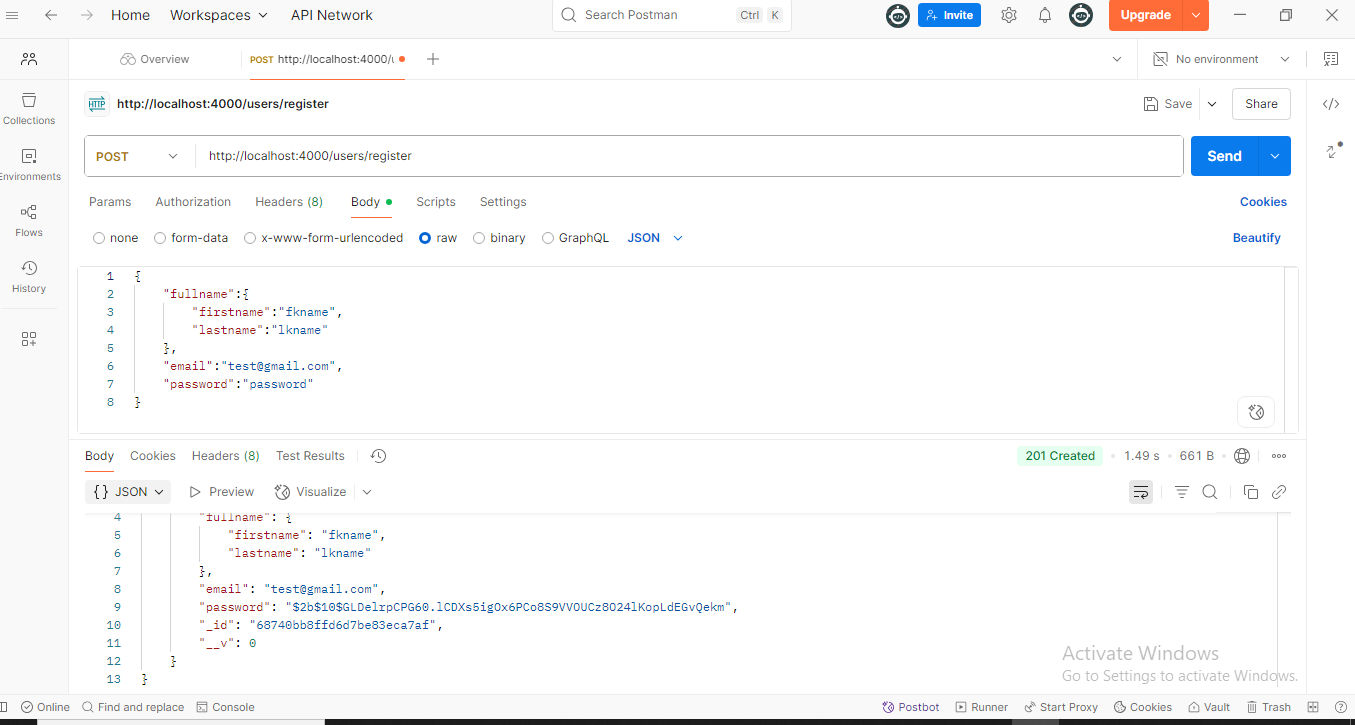 Home Workspaces API Network Search Postman Ctrl K Invite Upgrade
Overview POST http://localhost:4000/u No environment
HTTP http://localhost:4000/users/register Save Share
POST http://localhost:4000/users/register Send
Collections
Environments
Flows
History
Params Authorization Headers (8) Body Scripts Settings Cookies
none form-data x-www-form-urlencoded raw binary GraphQL JSON Beautify
1 {
2 "fullname":{
3 "firstname":"fkname",
4 "lastname":"lkname"
5 },
6 "email":"test@gmail.com",
7 "password":"password"
8 }
Body Cookies Headers (8) Test Results 201 Created 1.49 s 661 B
{} JSON Preview Visualize
4 "fullname": {
5 "firstname": "fkname",
6 "lastname": "lkname"
7 },
8 "email": "test@gmail.com",
9 "password": "$2b$10$GLDelrpCPG60.lCDXs5igOx6PCo8S9VVOUCz8O24lKopLdEGvQekm",
10 "_id": "68740bb8ffd6d7be83eca7af",
11 "__v": 0
12 }
13 }
Activate Windows
Go to Settings to activate Windows.
Online Find and replace Console Postbot Runner Start Proxy Cookies Vault Trash